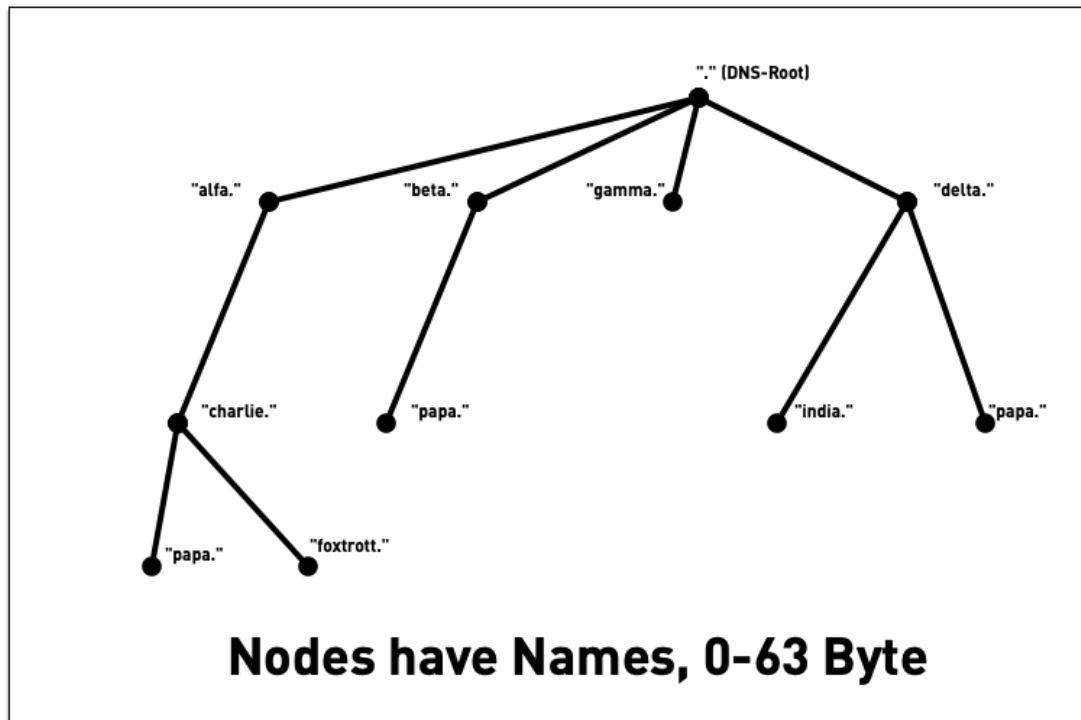 "." (DNS-Root)
"alfa."
"beta."
"gamma."
"delta."
"charlie."
"papa."
"india."
"papa."
"papa."
"foxtrott."
Nodes have Names, 0-63 Byte